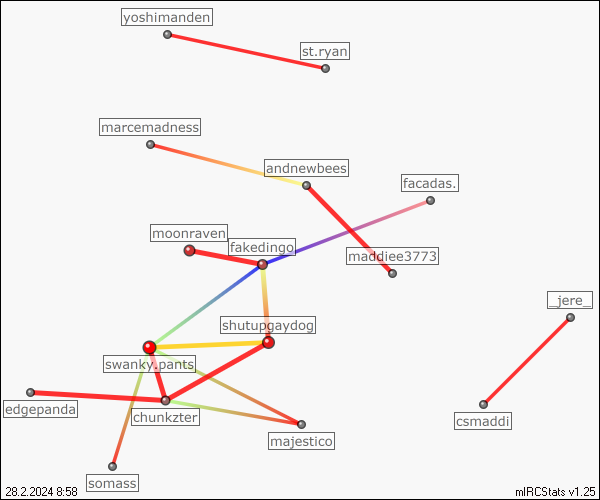 yoshimanden
st.ryan
marcemadness
andnewbees
facadas.
moonraven
fakedingo
maddiee3773
_jere_
shutupgaydog
swanky.pants
edgepanda
chunkzter
csmaddi
majestico
somass
28.2.2024 8:58
mIRCStats v1.25